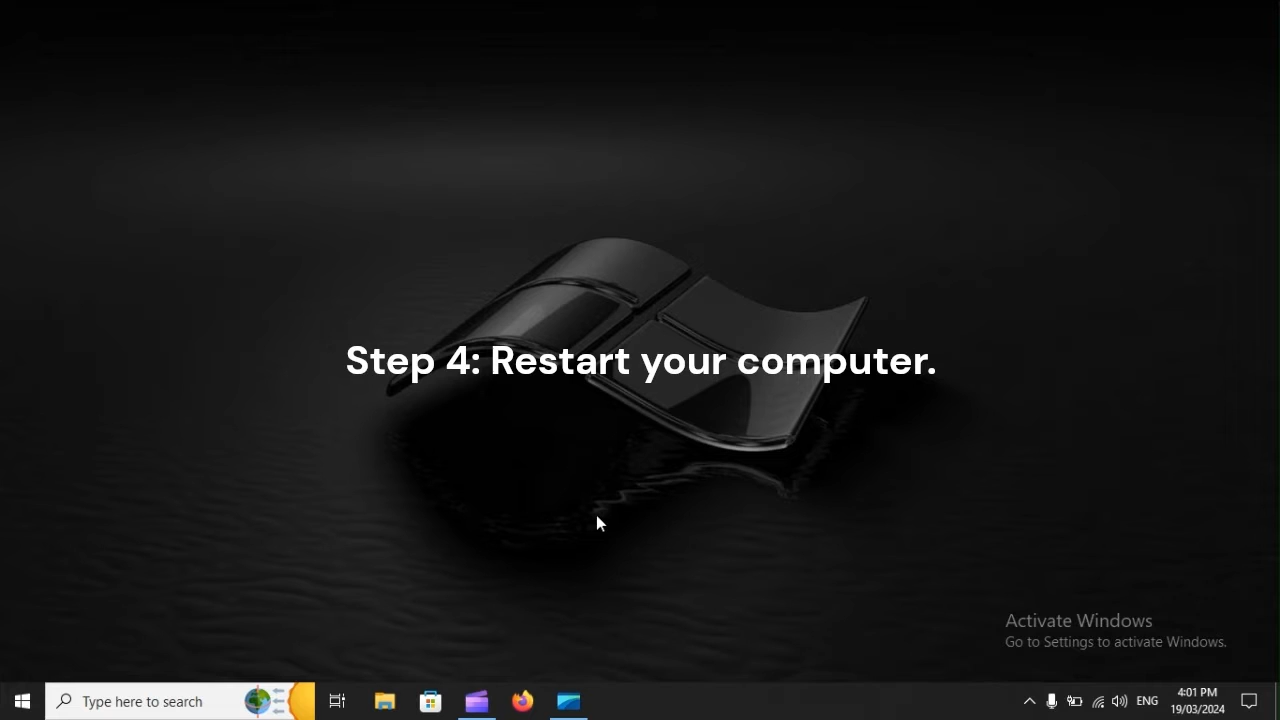 Step 4: Restart your computer.
Activate Windows
Go to Settings to activate Windows.
Type here to search
ENG
4:01 PM
19/03/2024